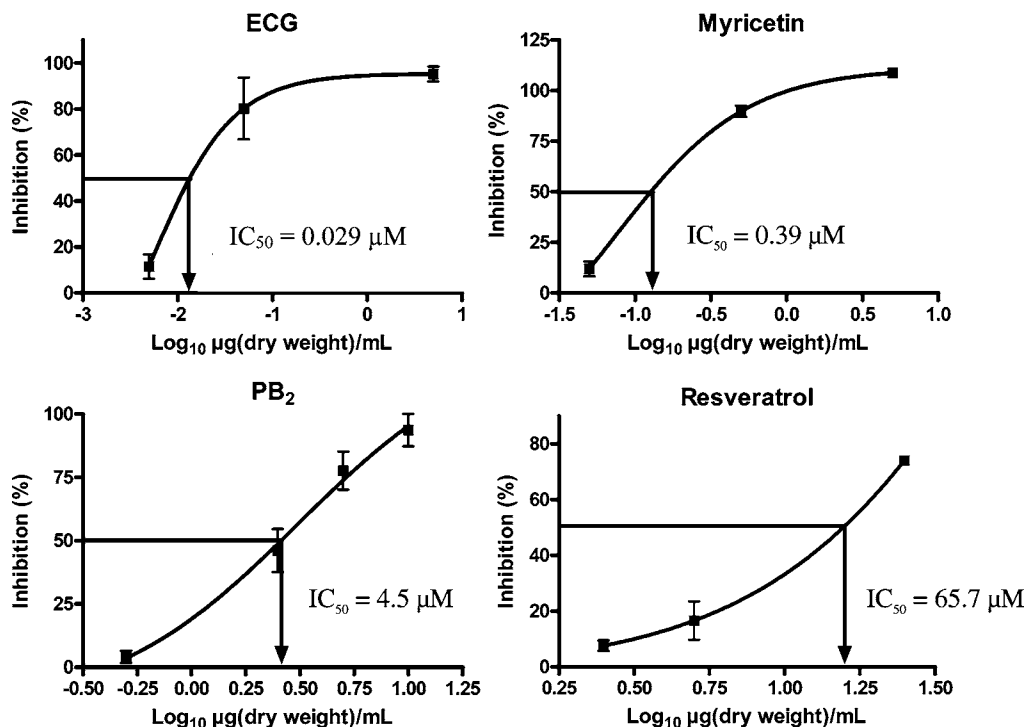 ECG
Inhibition (%)
100
80
60
40
20
0
IC50 = 0.029 µM
-3 -2 -1 0 1
Log10 µg(dry weight)/mL
Myricetin
Inhibition (%)
125
100
75
50
25
0
IC50 = 0.39 µM
-1.5 -1.0 -0.5 0.0 0.5 1.0
Log10 µg(dry weight)/mL
PB2
Inhibition (%)
100
75
50
25
0
IC50 = 4.5 µM
-0.50 -0.25 0.00 0.25 0.50 0.75 1.00 1.25
Log10 µg(dry weight)/mL
Resveratrol
Inhibition (%)
80
60
40
20
0
IC50 = 65.7 µM
0.25 0.50 0.75 1.00 1.25 1.50
Log10 µg(dry weight)/mL